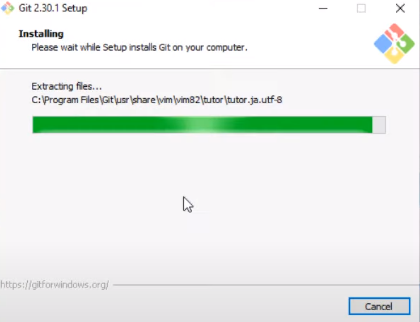 Git 2.30.1 Setup
Installing
Please wait while Setup installs Git on your computer.
Extracting files...
C:\Program Files\Git\usr\share\vim\vim82\tutor\tutor.ja.utf-8
https://gitforwindows.org/
Cancel